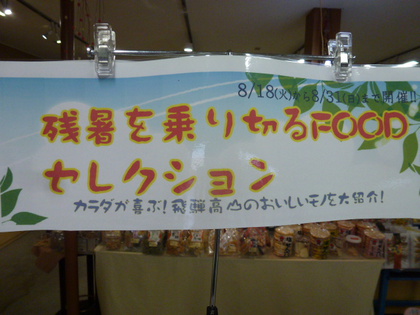 8/18(火)から8/31(月)まで開催!!
残暑を乗り切るFOOD
セレクション
カラダが喜ぶ!飛騨高山のおいしいモノを大紹介!